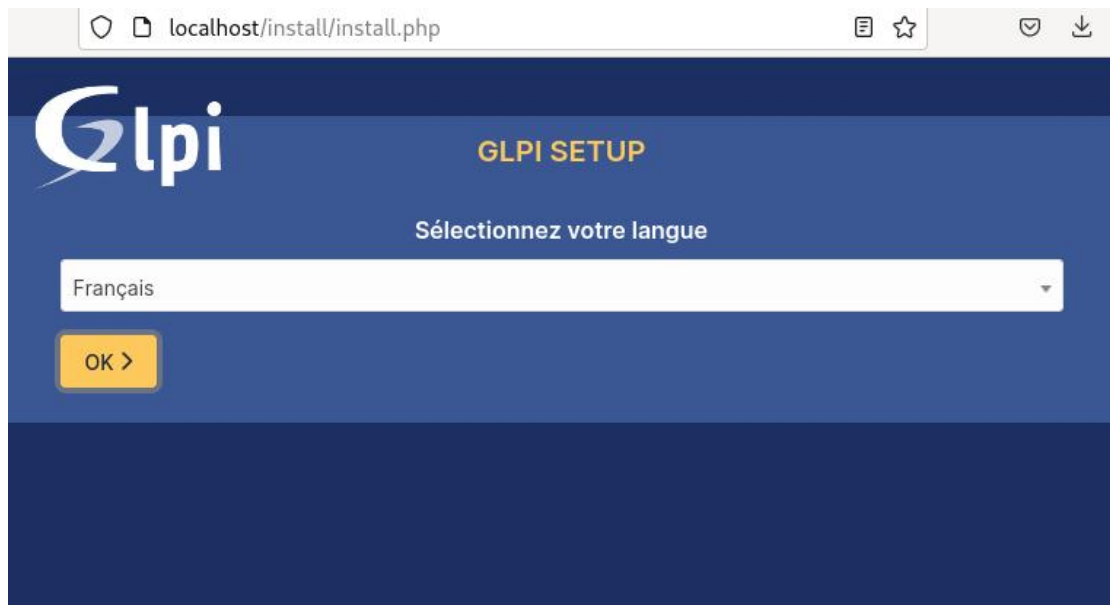 localhost/install/install.php
Glpi
GLPI SETUP
Sélectionnez votre langue
Français
OK